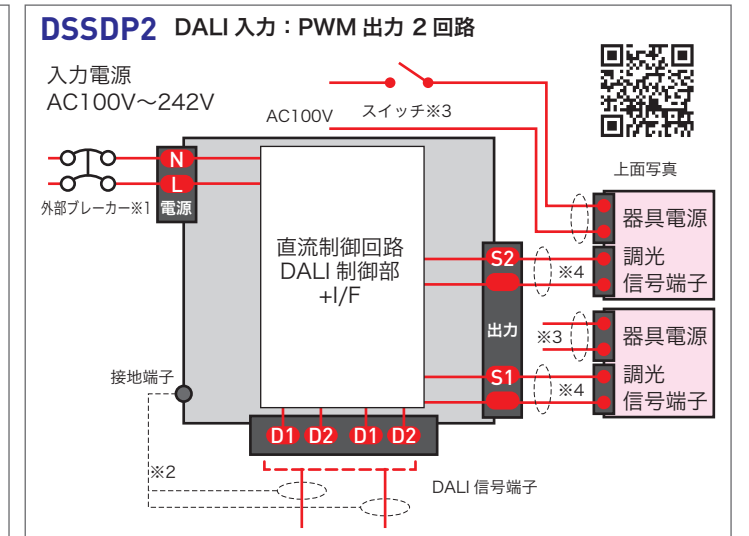 DSSDP2 DALI 入力：PWM 出力 2 回路
入力電源
AC100V～242V
AC100V
スイッチ※3
上面写真
N
L
外部ブレーカー※1
電源
直流制御回路
DALI 制御部
+I/F
S2
出力
S1
器具電源
調光
信号端子
※4
※3
器具電源
調光
信号端子
※4
接地端子
D1 D2 D1 D2
※2
DALI 信号端子